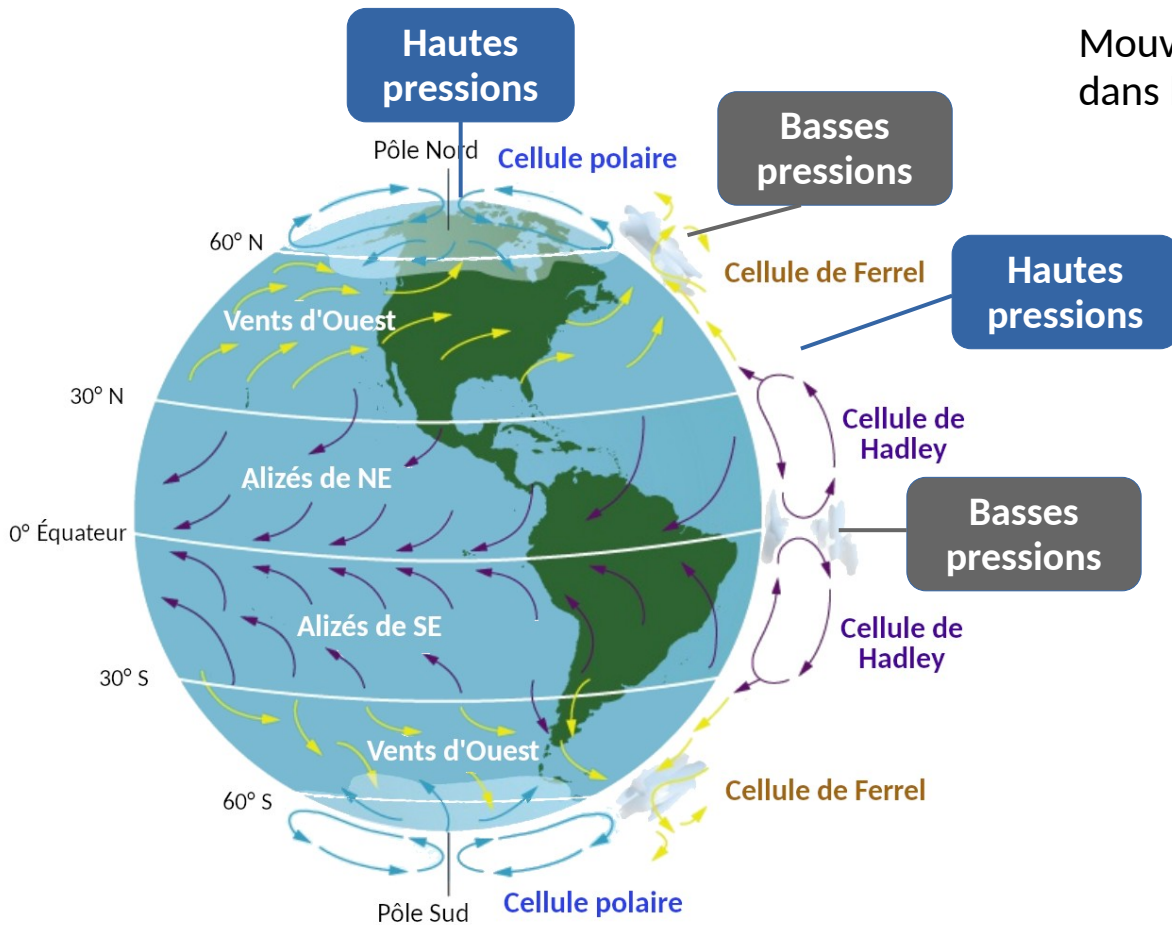 Hautes
pressions
dans
Basses
pressions
Pôle Nord
Cellule polaire
60° N
Cellule de Ferrel
Hautes
pressions
Vents d'Ouest
30° N
Cellule de
Hadley
Alizés de NE
Basses
pressions
0° Équateur
Alizés de SE
Cellule de
Hadley
30° S
Vents d'Ouest
60° S
Cellule de Ferrel
Cellule polaire
Pôle Sud